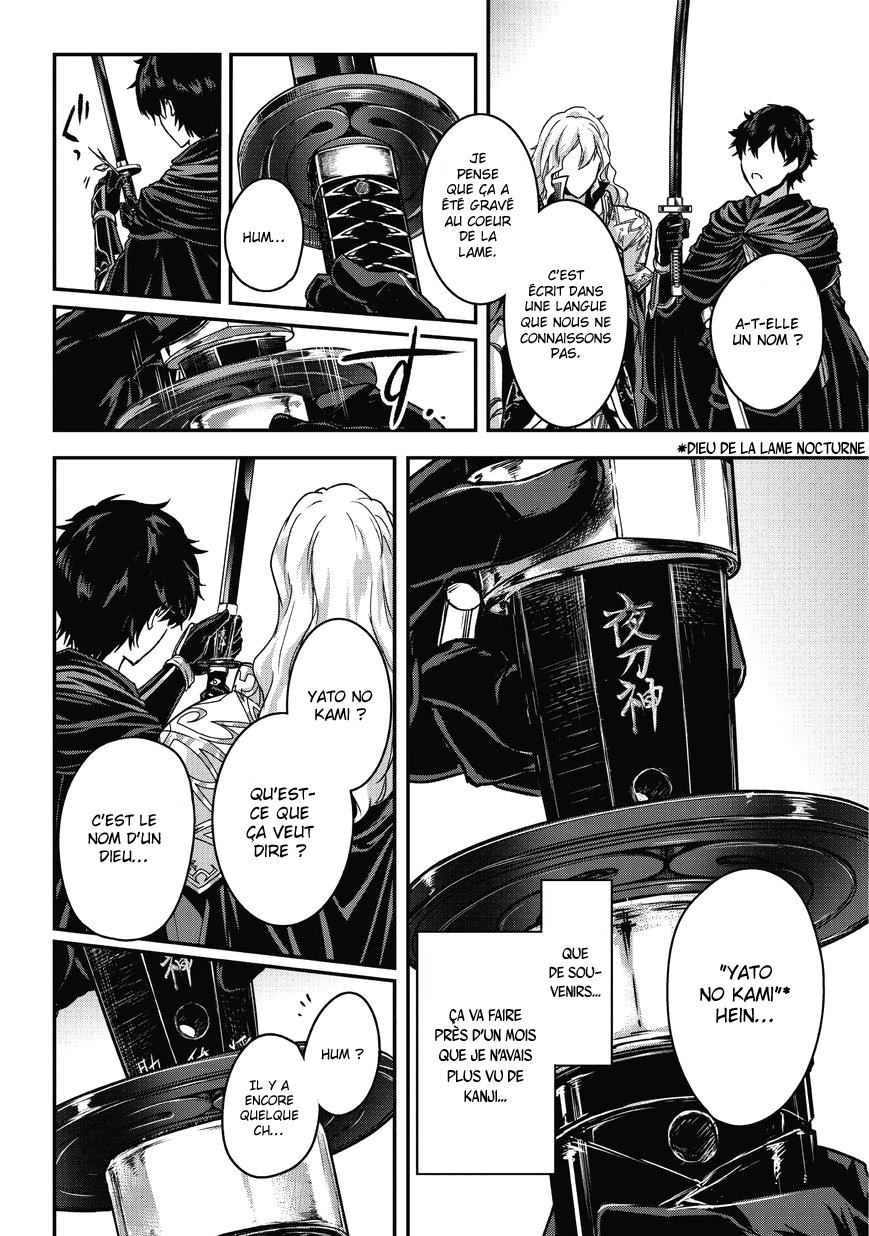 A-T-ELLE
UN NOM ?
JE
PENSE
QUE ÇA A
ÉTÉ GRAVÉ
AU COEUR
DE LA
LAME.
C'EST
ÉCRIT DANS
UNE LANGUE
QUE NOUS NE
CONNAISSONS
PAS.
HUM...
*DIEU DE LA LAME NOCTURNE
夜刀神
"YATO
NO KAMI"*
HEIN...
QUE
DE SOU-
VENIRS...
ÇA VA FAIRE
PRÈS D'UN MOIS
QUE JE N'AVAIS
PLUS VU DE
KANJI...
YATO NO
KAMI ?
QU'EST-
CE QUE
ÇA VEUT
DIRE ?
C'EST LE
NOM D'UN
DIEU...
神
HUM ?
IL Y A
ENCORE
QUELQUE
CH...